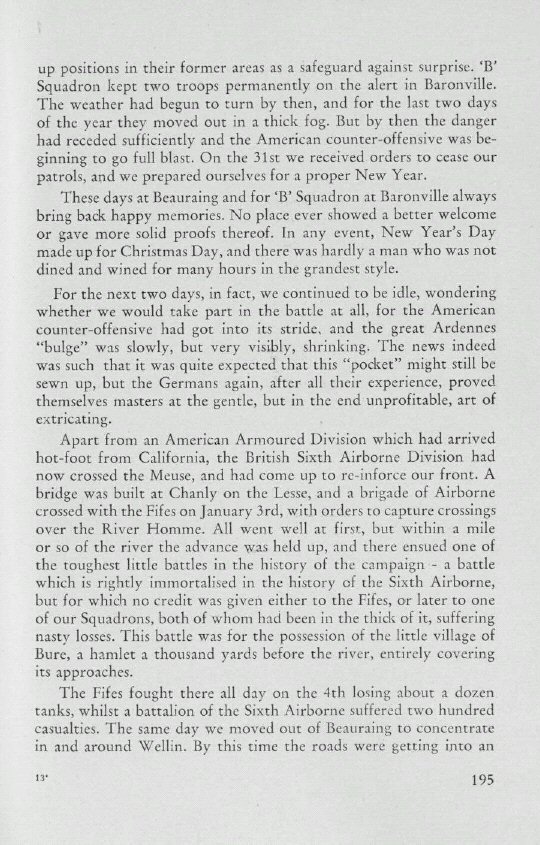 up positions in their former areas as a safeguard against surprise. ‘B’
Squadron kept two troops permanently on the alert in Baronville.
The weather had begun to turn by then, and for the last two days
of the year they moved out in a thick fog. But by then the danger
had receded sufficiently and the American counter-offensive was be-
ginning to go full blast. On the 31st we received orders to cease our
patrols, and we prepared ourselves for a proper New Year.
These days at Beauraing and for ‘B’ Squadron at Baronville always
bring back happy memories. No place ever showed a better welcome
or gave more solid proofs thereof. In any event, New Year’s Day
made up for Christmas Day, and there was hardly a man who was not
dined and wined for many hours in the grandest style.
For the next two days, in fact, we continued to be idle, wondering
whether we would take part in the battle at all, for the American
counter-offensive had got into its stride, and the great Ardennes
“bulge” was slowly, but very visibly, shrinking. The news indeed
was such that it was quite expected that this “pocket” might still be
sewn up, but the Germans again, after all their experience, proved
themselves masters at the gentle, but in the end unprofitable, art of
extricating.
Apart from an American Armoured Division which had arrived
hot-foot from California, the British Sixth Airborne Division had
now crossed the Meuse, and had come up to re-inforce our front. A
bridge was built at Chanly on the Lesse, and a brigade of Airborne
crossed with the Fifes on January 3rd, with orders to capture crossings
over the River Homme. All went well at first, but within a mile
or so of the river the advance was held up, and there ensued one of
the toughest little battles in the history of the campaign - a battle
which is rightly immortalised in the history of the Sixth Airborne,
but for which no credit was given either to the Fifes, or later to one
of our Squadrons, both of whom had been in the thick of it, suffering
nasty losses. This battle was for the possession of the little village of
Bure, a hamlet a thousand yards before the river, entirely covering
its approaches.
The Fifes fought there all day on the 4th losing about a dozen
tanks, whilst a battalion of the Sixth Airborne suffered two hundred
casualties. The same day we moved out of Beauraing to concentrate
in and around Wellin. By this time the roads were getting into an
13*
195